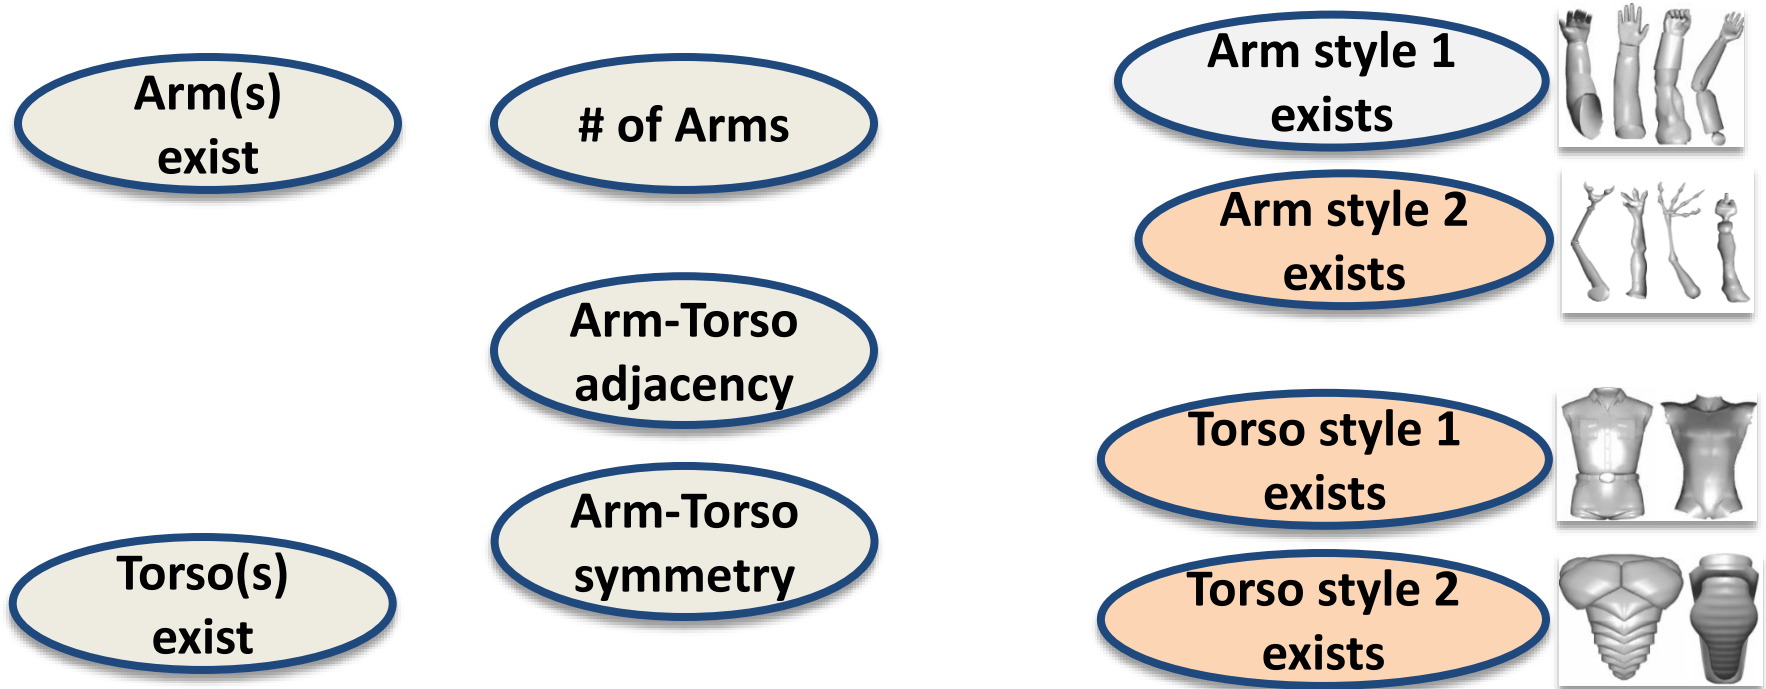 Arm(s)
exist
# of Arms
Arm style 1
exists
Arm style 2
exists
Arm-Torso
adjacency
Torso style 1
exists
Arm-Torso
symmetry
Torso(s)
exist
Torso style 2
exists